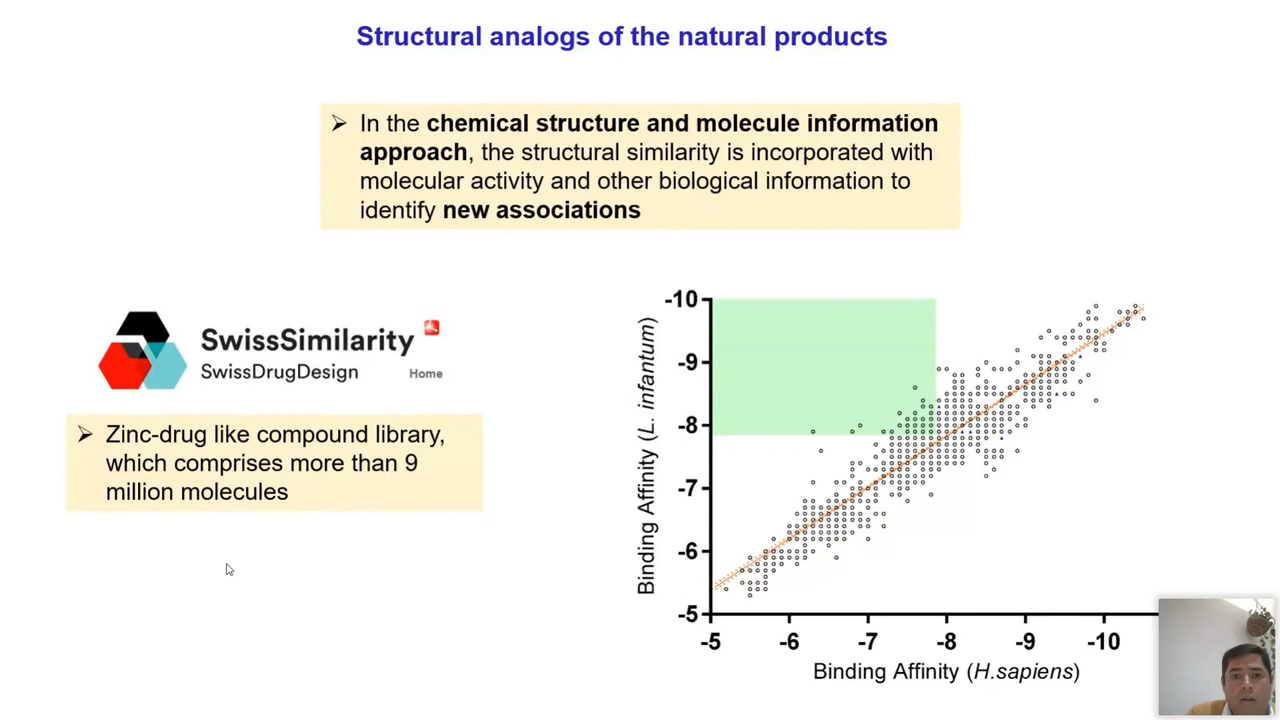 Structural analogs of the natural products
➢ In the chemical structure and molecule information
approach, the structural similarity is incorporated with
molecular activity and other biological information to
identify new associations
SwissSimilarity
SwissDrugDesign
Home
➢ Zinc-drug like compound library,
which comprises more than 9
million molecules
Binding Affinity (L. infantum)
-10
-9
-8
-7
-6
-5
-5 -6 -7 -8 -9 -10
Binding Affinity (H.sapiens)